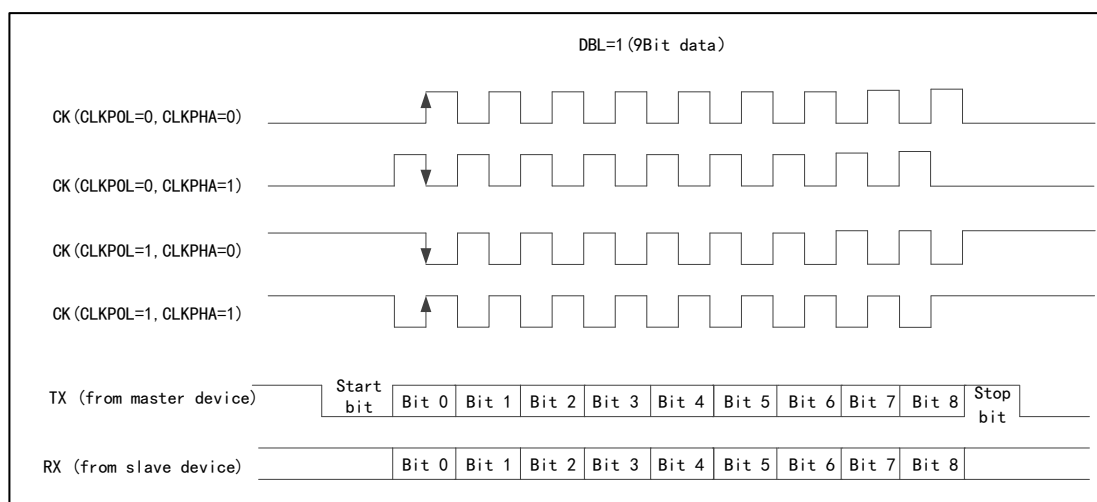 DBL=1(9Bit data)
CK(CLKPOL=0,CLKPHA=0)
CK(CLKPOL=0,CLKPHA=1)
CK(CLKPOL=1,CLKPHA=0)
CK(CLKPOL=1,CLKPHA=1)
TX (from master device) Start bit Bit 0 Bit 1 Bit 2 Bit 3 Bit 4 Bit 5 Bit 6 Bit 7 Bit 8 Stop bit
RX (from slave device) Bit 0 Bit 1 Bit 2 Bit 3 Bit 4 Bit 5 Bit 6 Bit 7 Bit 8